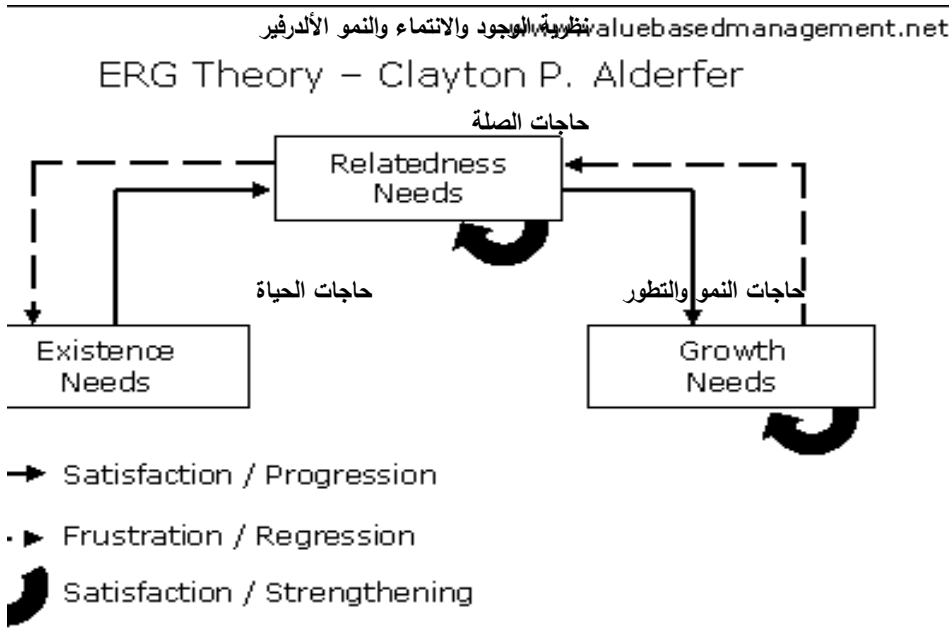 نظرية الوجود والانتماء والنمو الألدرفير
valuebasedmanagement.net
ERG Theory – Clayton P. Alderfer
حاجات الصلة
Relatedness
Needs
حاجات الحياة
حاجات النمو والتطور
Existence
Needs
Growth
Needs
Satisfaction / Progression
Frustration / Regression
Satisfaction / Strengthening